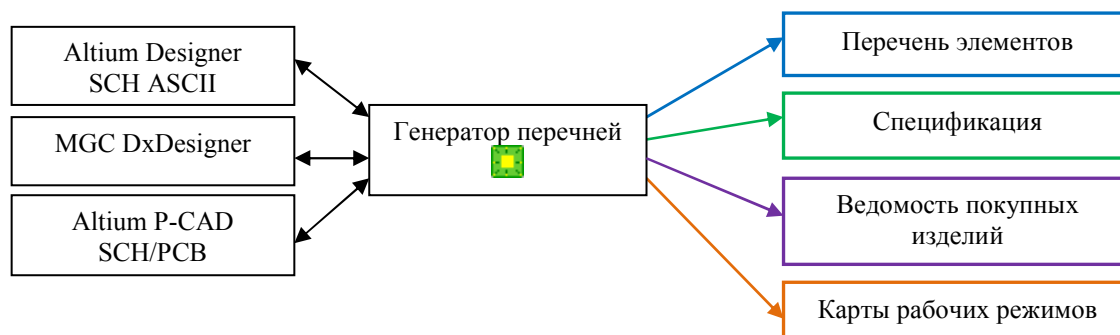 Altium Designer
SCH ASCII
MGC DxDesigner
Altium P-CAD
SCH/PCB
Генератор перечней
Перечень элементов
Спецификация
Ведомость покупных
изделий
Карты рабочих режимов